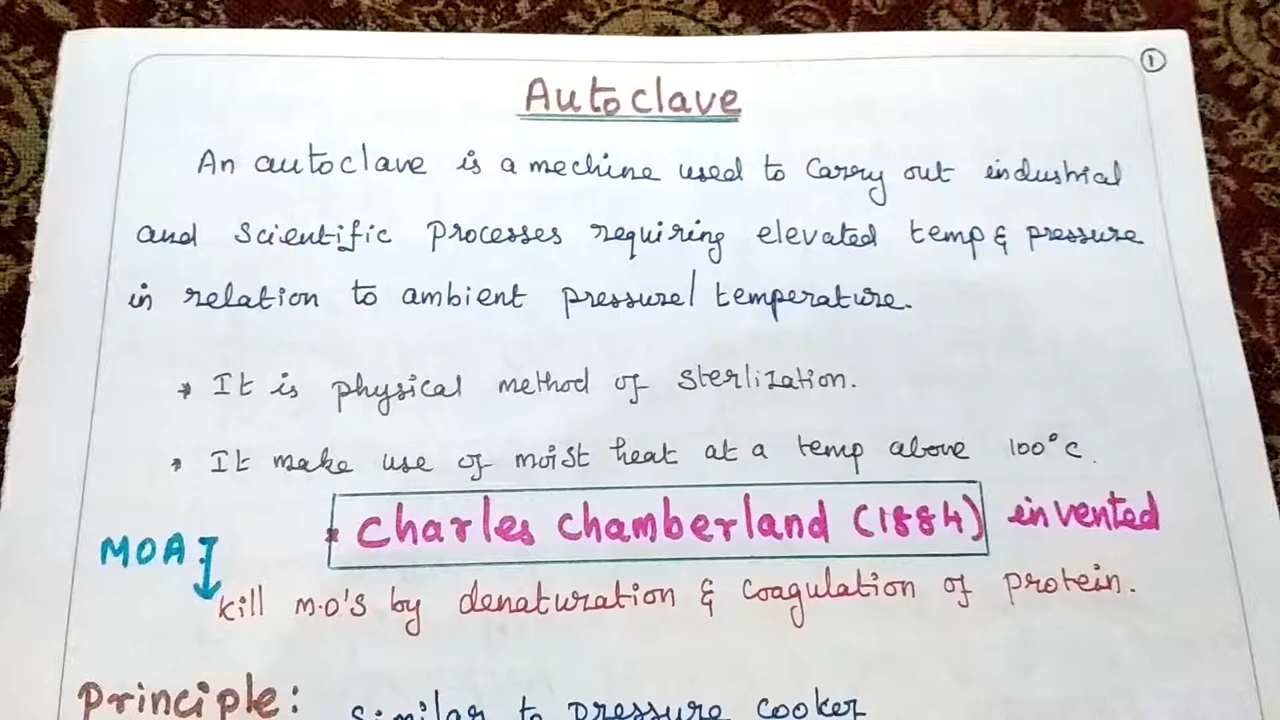 ①
Autoclave
An autoclave is a mechine used to Carry out industrial
and scientific processes requiring elevated temp & pressure
in relation to ambient pressure/ temperature.
* It is physical method of Sterlization.
* It make use of moist heat at a temp above 100°c.
* Charles Chamberland (1884) invented
MOA
kill m.o's by denaturation & coagulation of protein.
Principle: Similar to pressure cooker